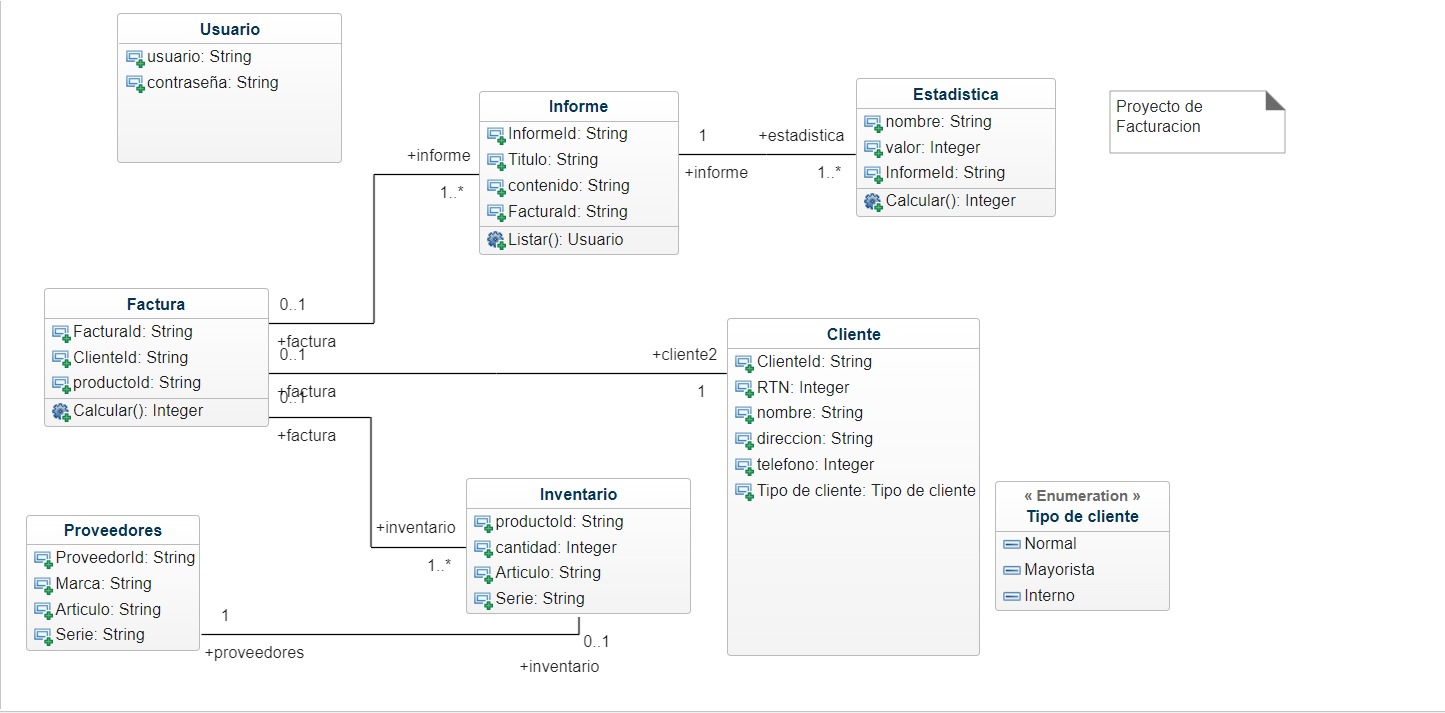 Usuario
usuario: String
contraseña: String
Informe
InformeId: String
Titulo: String
contenido: String
FacturaId: String
Listar(): Usuario
Estadistica
nombre: String
valor: Integer
InformeId: String
Calcular(): Integer
Proyecto de
Facturacion
1
+estadistica
+informe
1..*
+informe
1..*
Factura
FacturaId: String
ClienteId: String
productoId: String
Calcular(): Integer
0..1
+factura
0..1
+factura
0..1
+factura
+cliente2
1
Cliente
ClienteId: String
RTN: Integer
nombre: String
direccion: String
telefono: Integer
Tipo de cliente: Tipo de cliente
« Enumeration »
Tipo de cliente
Normal
Mayorista
Interno
Inventario
productoId: String
cantidad: Integer
Articulo: String
Serie: String
+inventario
1..*
Proveedores
ProveedorId: String
Marca: String
Articulo: String
Serie: String
1
+proveedores
0..1
+inventario